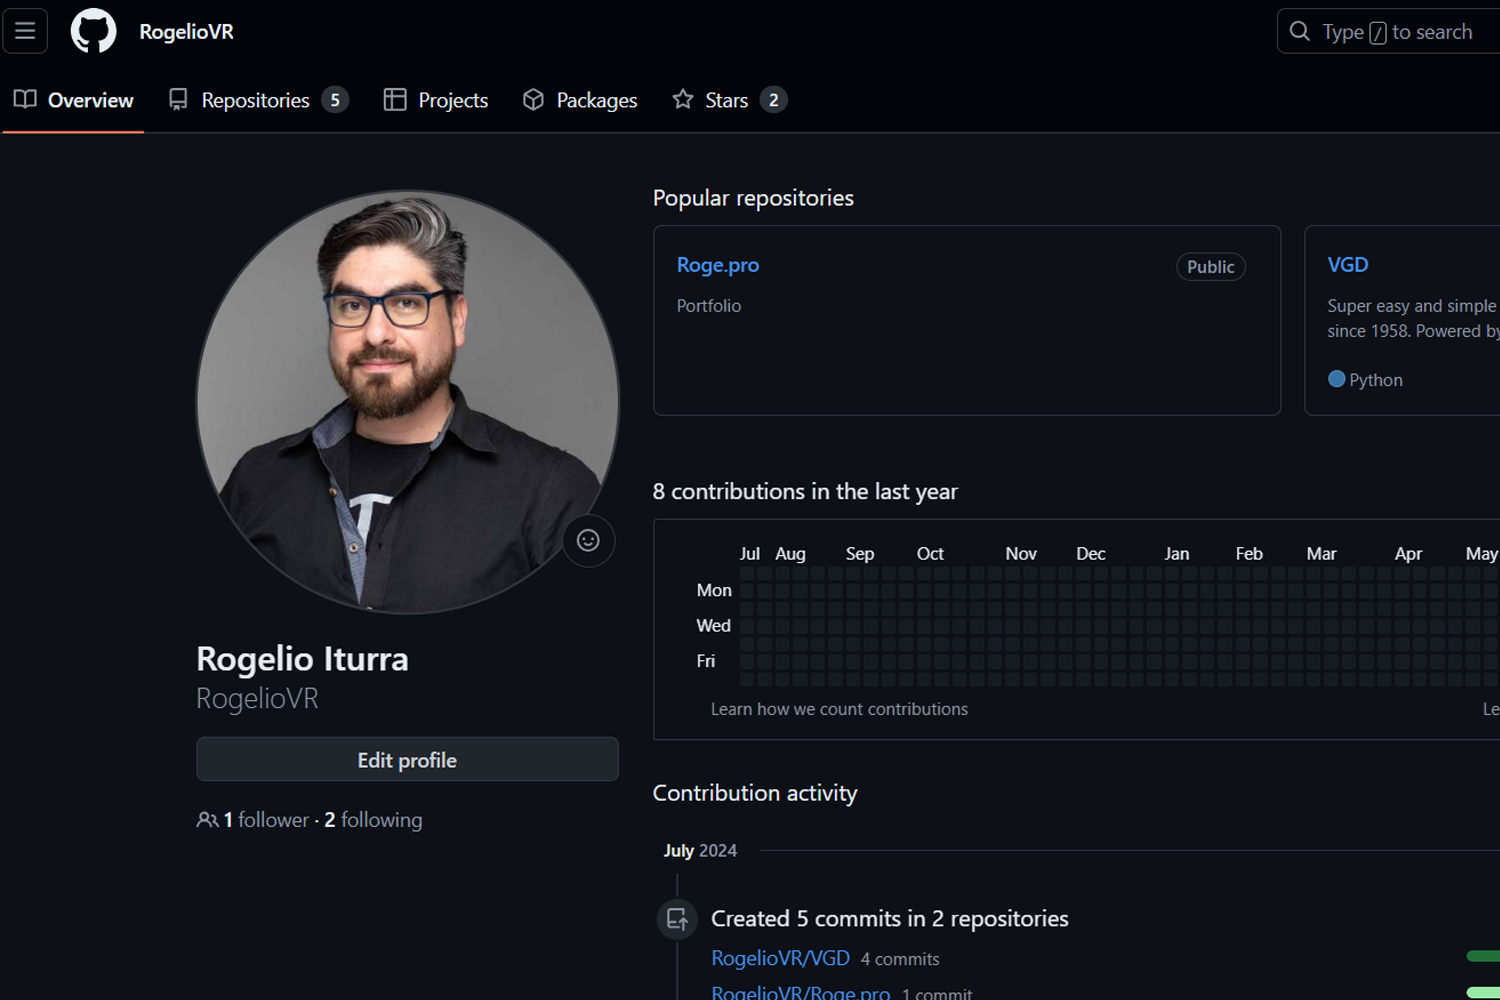 RogelioVR
Type / to search
Overview
Repositories 5
Projects
Packages
Stars 2
Popular repositories
Roge.pro
Public
Portfolio
VGD
Super easy and simple
since 1958. Powered by
Python
8 contributions in the last year
Jul Aug Sep Oct Nov Dec Jan Feb Mar Apr May
Mon
Wed
Fri
Learn how we count contributions
Le
T
Rogelio Iturra
RogelioVR
Edit profile
1 follower · 2 following
Contribution activity
July 2024
Created 5 commits in 2 repositories
RogelioVR/VGD 4 commits
RogelioVR/Roge.pro 1 commit